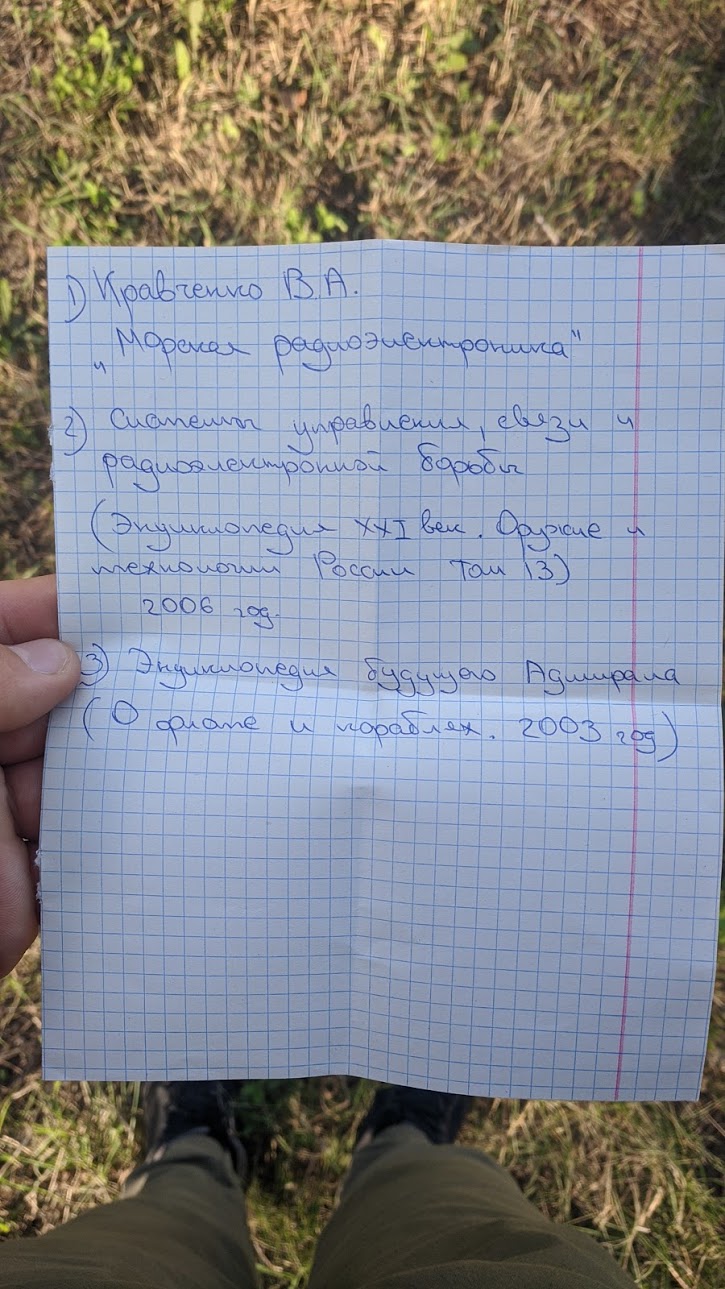 1) Кравченко В.А.
"Морская радиоэлектроника"
2) Системы управления, связи и
радиоэлектронной борьбы
(Энциклопедия XXI век. Оружие и
технологии России Том 13)
2006 год.
3) Энциклопедия будущего Адмирала
(О флоте и кораблях. 2003 год)